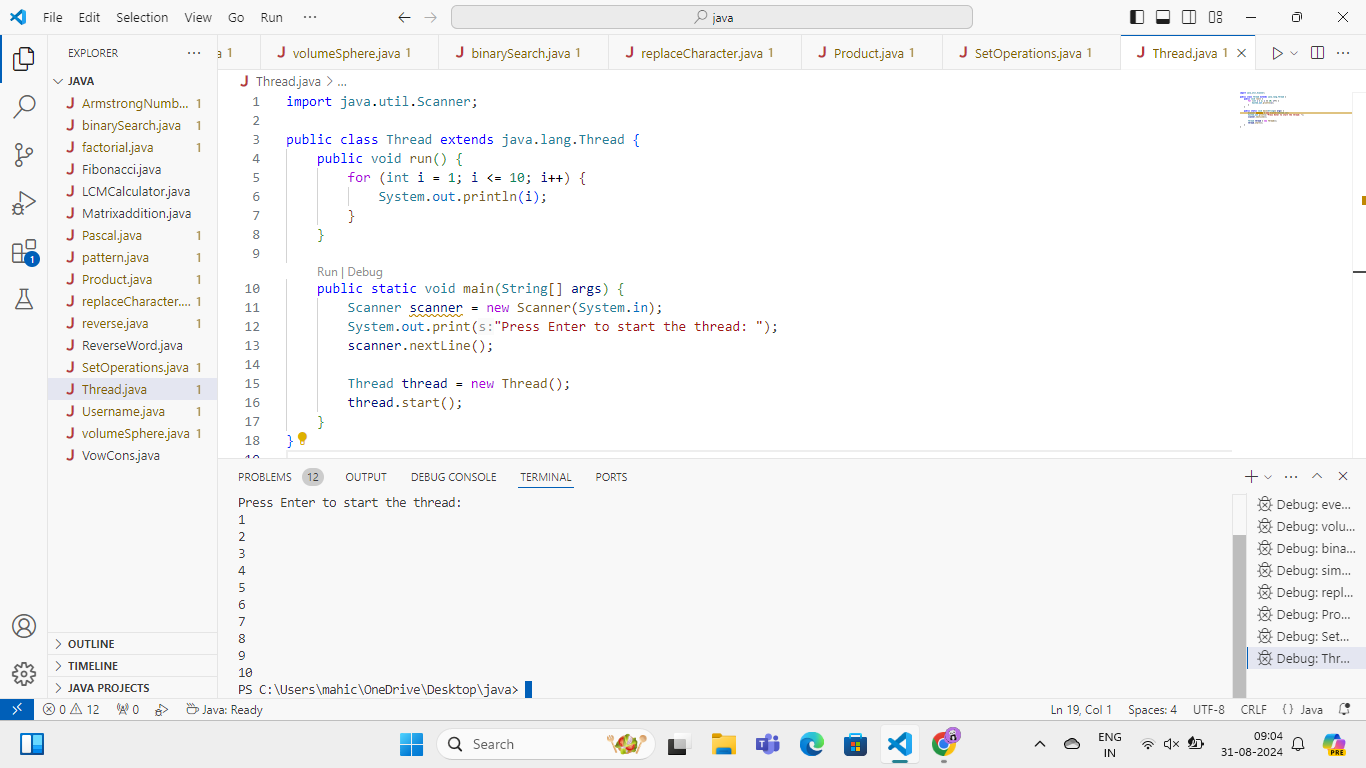 File Edit Selection View Go Run ··· java
EXPLORER ···
a 1 volumeSphere.java 1 binarySearch.java 1 replaceCharacter.java 1 Product.java 1 SetOperations.java 1 Thread.java 1
JAVA
J ArmstrongNumb... 1
J binarySearch.java 1
J factorial.java 1
J Fibonacci.java
J LCMCalculator.java
J Matrixaddition.java
J Pascal.java 1
J pattern.java 1
J Product.java 1
J replaceCharacter.... 1
J reverse.java 1
J ReverseWord.java
J SetOperations.java 1
J Thread.java 1
J Username.java 1
J volumeSphere.java 1
J VowCons.java
OUTLINE
TIMELINE
JAVA PROJECTS
J Thread.java > ...
1 import java.util.Scanner;
2
3 public class Thread extends java.lang.Thread {
4 public void run() {
5 for (int i = 1; i <= 10; i++) {
6 System.out.println(i);
7 }
8 }
9
Run | Debug
10 public static void main(String[] args) {
11 Scanner scanner = new Scanner(System.in);
12 System.out.print(s:"Press Enter to start the thread: ");
13 scanner.nextLine();
14
15 Thread thread = new Thread();
16 thread.start();
17 }
18 }
PROBLEMS 12 OUTPUT DEBUG CONSOLE TERMINAL PORTS
Press Enter to start the thread:
1
2
3
4
5
6
7
8
9
10
PS C:\Users\mahic\OneDrive\Desktop\java>
Debug: eve...
Debug: volu...
Debug: bina...
Debug: sim...
Debug: repl...
Debug: Pro...
Debug: Set...
Debug: Thr...
0 12 0 Java: Ready Ln 19, Col 1 Spaces: 4 UTF-8 CRLF {} Java
Search ENG IN 09:04 31-08-2024 PRE